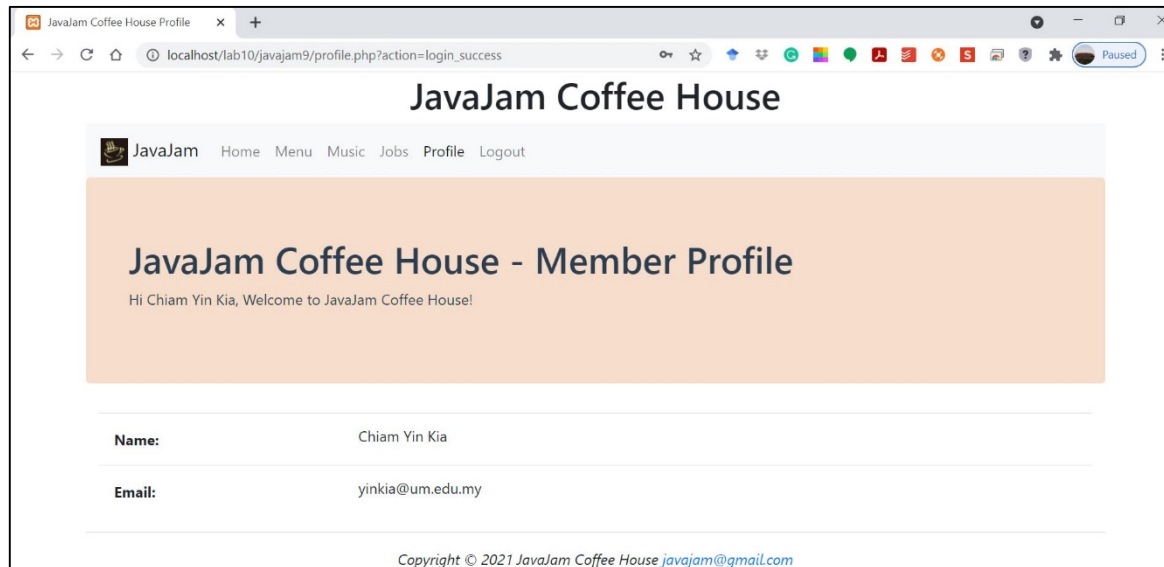 JavaJam Coffee House Profile
localhost/lab10/javajam9/profile.php?action=login_success
Paused
JavaJam Coffee House
JavaJam Home Menu Music Jobs Profile Logout
JavaJam Coffee House - Member Profile
Hi Chiam Yin Kia, Welcome to JavaJam Coffee House!
Name: Chiam Yin Kia
Email: yinkia@um.edu.my
Copyright © 2021 JavaJam Coffee House javajam@gmail.com